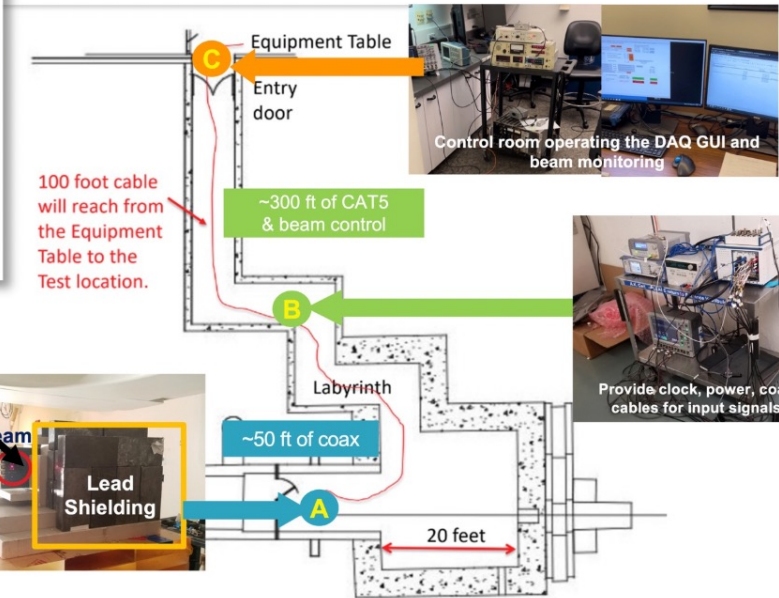 C
Equipment Table
Entry
door
Control room operating the DAQ GUI and
beam monitoring
100 foot cable
will reach from
the Equipment
Table to the
Test location.
~300 ft of CAT5
& beam control
B
Provide clock, power,
cables for input signals
Labyrinth
~50 ft of coax
Lead
Shielding
A
20 feet